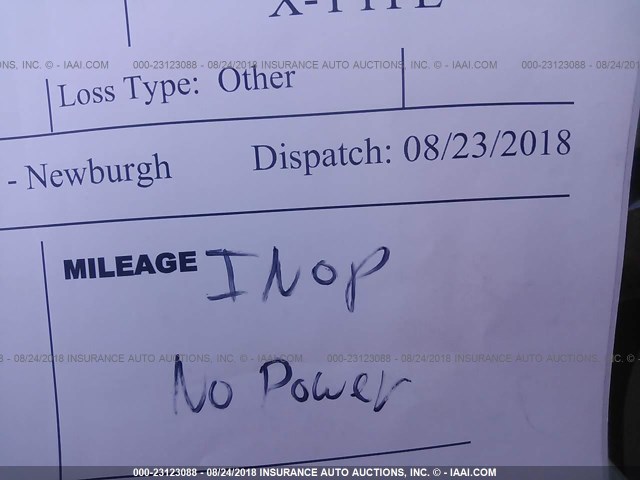 X-TYPE
NS, INC. © - IAAI.COM 000-23123088 - 08/24/2018 INSURANCE AUTO AUCTIONS, INC. © - IAAI.COM 000-23123088 - 08/24/201
Loss Type: Other
- Newburgh Dispatch: 08/23/2018
MILEAGE INOP
8 - 08/24/2018 INSURANCE AUTO AUCTIONS, INC. © - IAAI.COM 000-23123088 - 08/24/2018 INSURANCE AUTO AUCTIONS, INC. ©
No Power
000-23123088 - 08/24/2018 INSURANCE AUTO AUCTIONS, INC. © - IAAI.COM